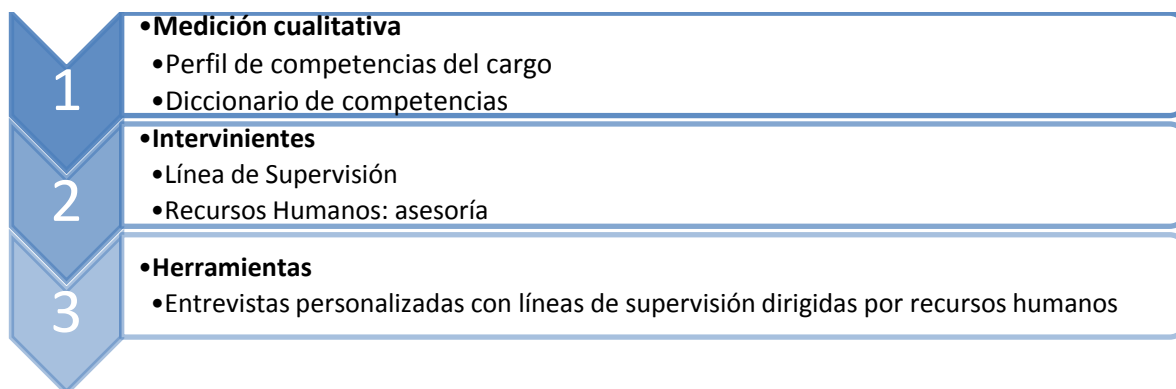 1
•Medición cualitativa
•Perfil de competencias del cargo
•Diccionario de competencias
2
•Intervinientes
•Línea de Supervisión
•Recursos Humanos: asesoría
3
•Herramientas
•Entrevistas personalizadas con líneas de supervisión dirigidas por recursos humanos